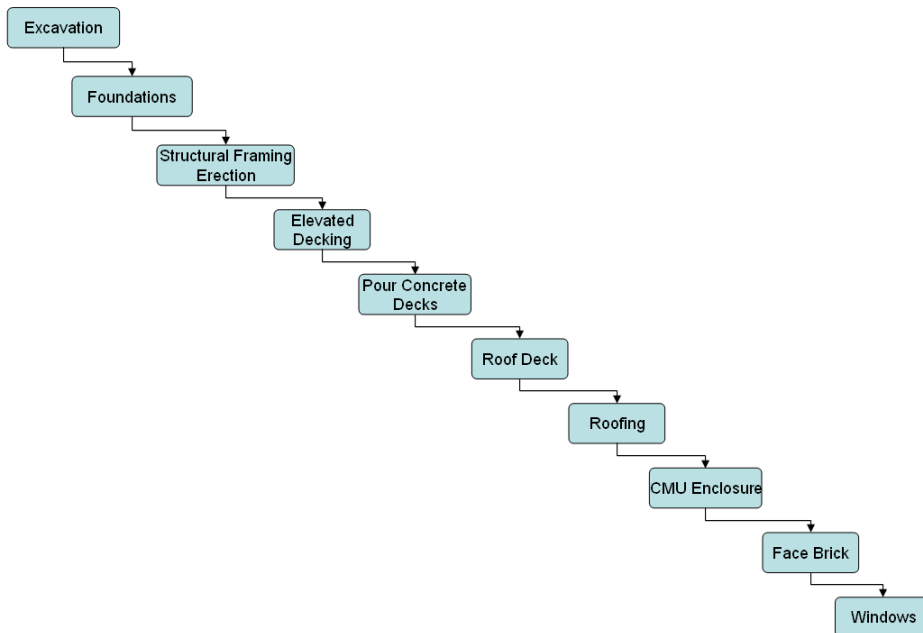 Excavation
Foundations
Structural Framing
Erection
Elevated
Decking
Pour Concrete
Decks
Roof Deck
Roofing
CMU Enclosure
Face Brick
Windows